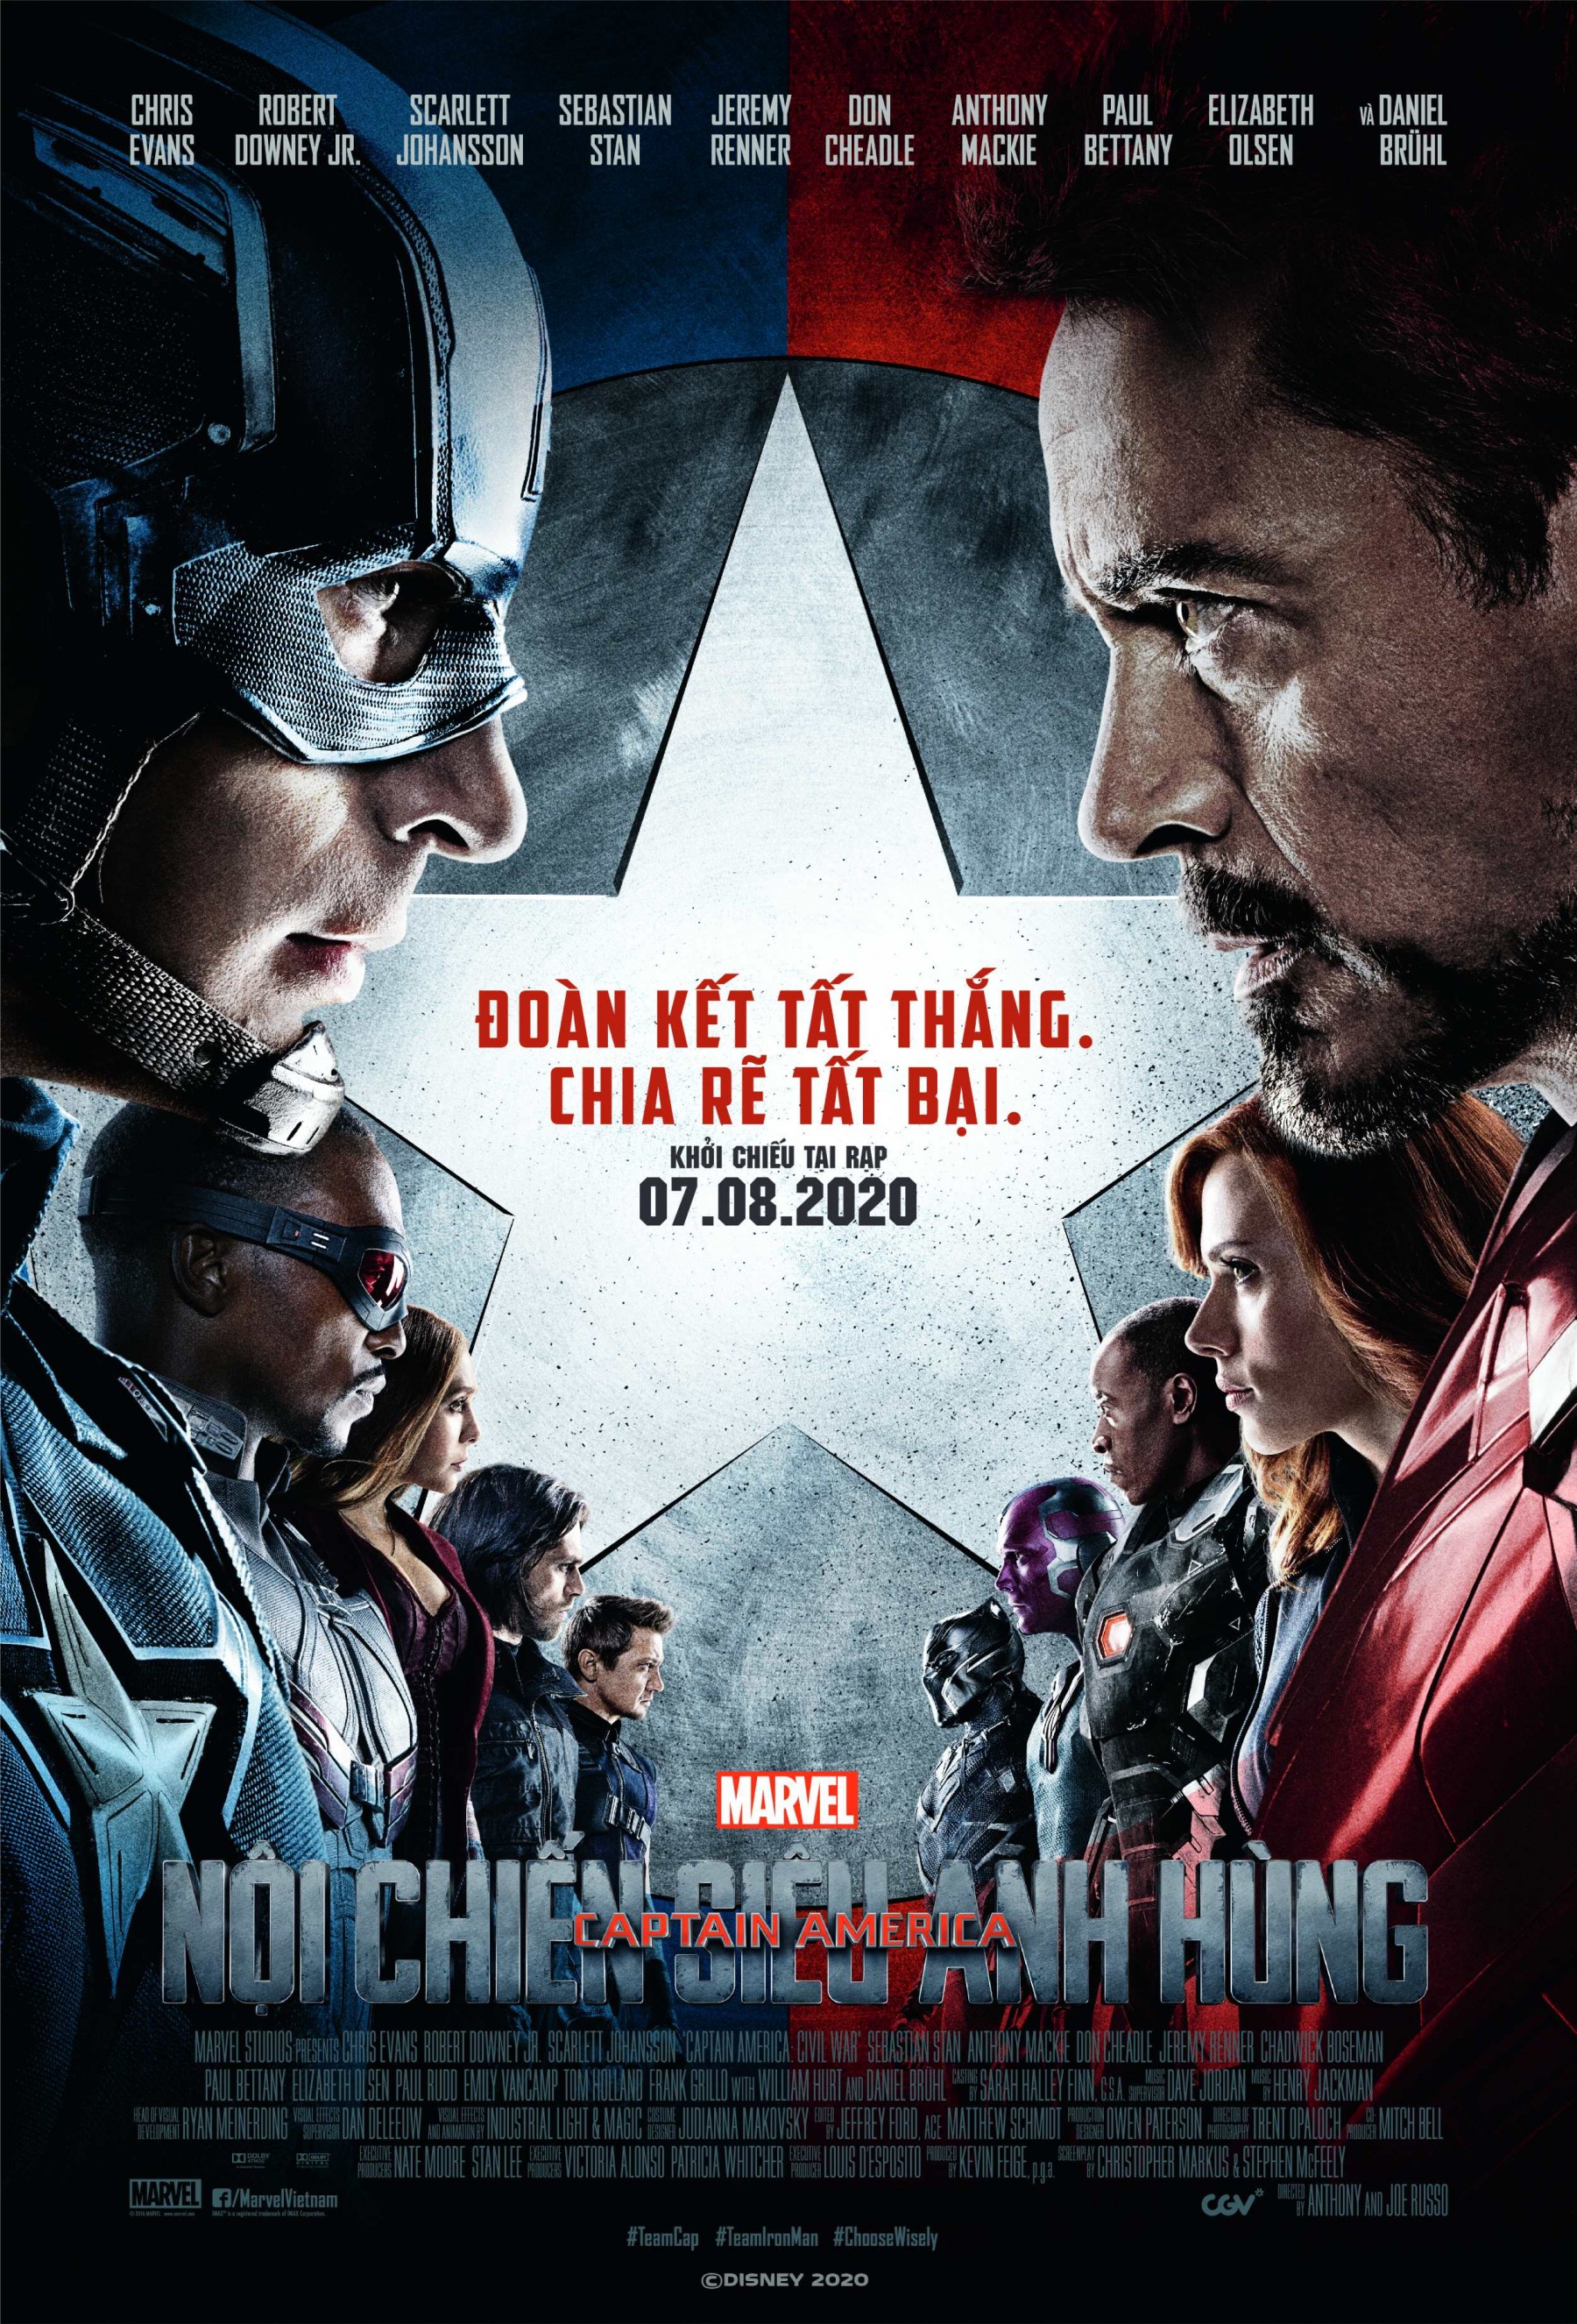 CHRIS EVANS ROBERT DOWNEY JR. SCARLETT JOHANSSON SEBASTIAN STAN JEREMY RENNER DON CHEADLE ANTHONY MACKIE PAUL BETTANY ELIZABETH OLSEN VÀ DANIEL BRÜHL
ĐOÀN KẾT TẤT THẮNG.
CHIA RẼ TẤT BẠI.
KHỞI CHIẾU TẠI RẠP
07.08.2020
MARVEL
NỘI CHIẾN SIÊU ANH HÙNG
CAPTAIN AMERICA
MARVEL STUDIOS PRESENTS CHRIS EVANS ROBERT DOWNEY JR. SCARLETT JOHANSSON "CAPTAIN AMERICA: CIVIL WAR" SEBASTIAN STAN ANTHONY MACKIE DON CHEADLE JEREMY RENNER CHADWICK BOSEMAN
PAUL BETTANY ELIZABETH OLSEN PAUL RUDD EMILY VANCAMP TOM HOLLAND FRANK GRILLO WITH WILLIAM HURT AND DANIEL BRÜHL CASTING BY SARAH HALLEY FINN, C.S.A. MUSIC SUPERVISOR DAVE JORDAN MUSIC BY HENRY JACKMAN
HEAD OF VISUAL DEVELOPMENT RYAN MEINERDING VISUAL EFFECTS SUPERVISOR DAN DELEEUW VISUAL EFFECTS AND ANIMATION BY INDUSTRIAL LIGHT & MAGIC COSTUME DESIGNER JUDIANNA MAKOVSKY EDITED BY JEFFREY FORD, ACE MATTHEW SCHMIDT PRODUCTION DESIGNER OWEN PATERSON DIRECTOR OF PHOTOGRAPHY TRENT OPALOCH CO-PRODUCER MITCH BELL
DOLBY DOLBY DIGITAL EXECUTIVE PRODUCERS NATE MOORE STAN LEE EXECUTIVE PRODUCERS VICTORIA ALONSO PATRICIA WHITCHER EXECUTIVE PRODUCER LOUIS D'ESPOSITO PRODUCED BY KEVIN FEIGE, p.g.a. SCREENPLAY BY CHRISTOPHER MARKUS & STEPHEN McFEELY
MARVEL f/MarvelVietnam CGV DIRECTED BY ANTHONY AND JOE RUSSO
#TeamCap #TeamIronMan #ChooseWisely
©DISNEY 2020